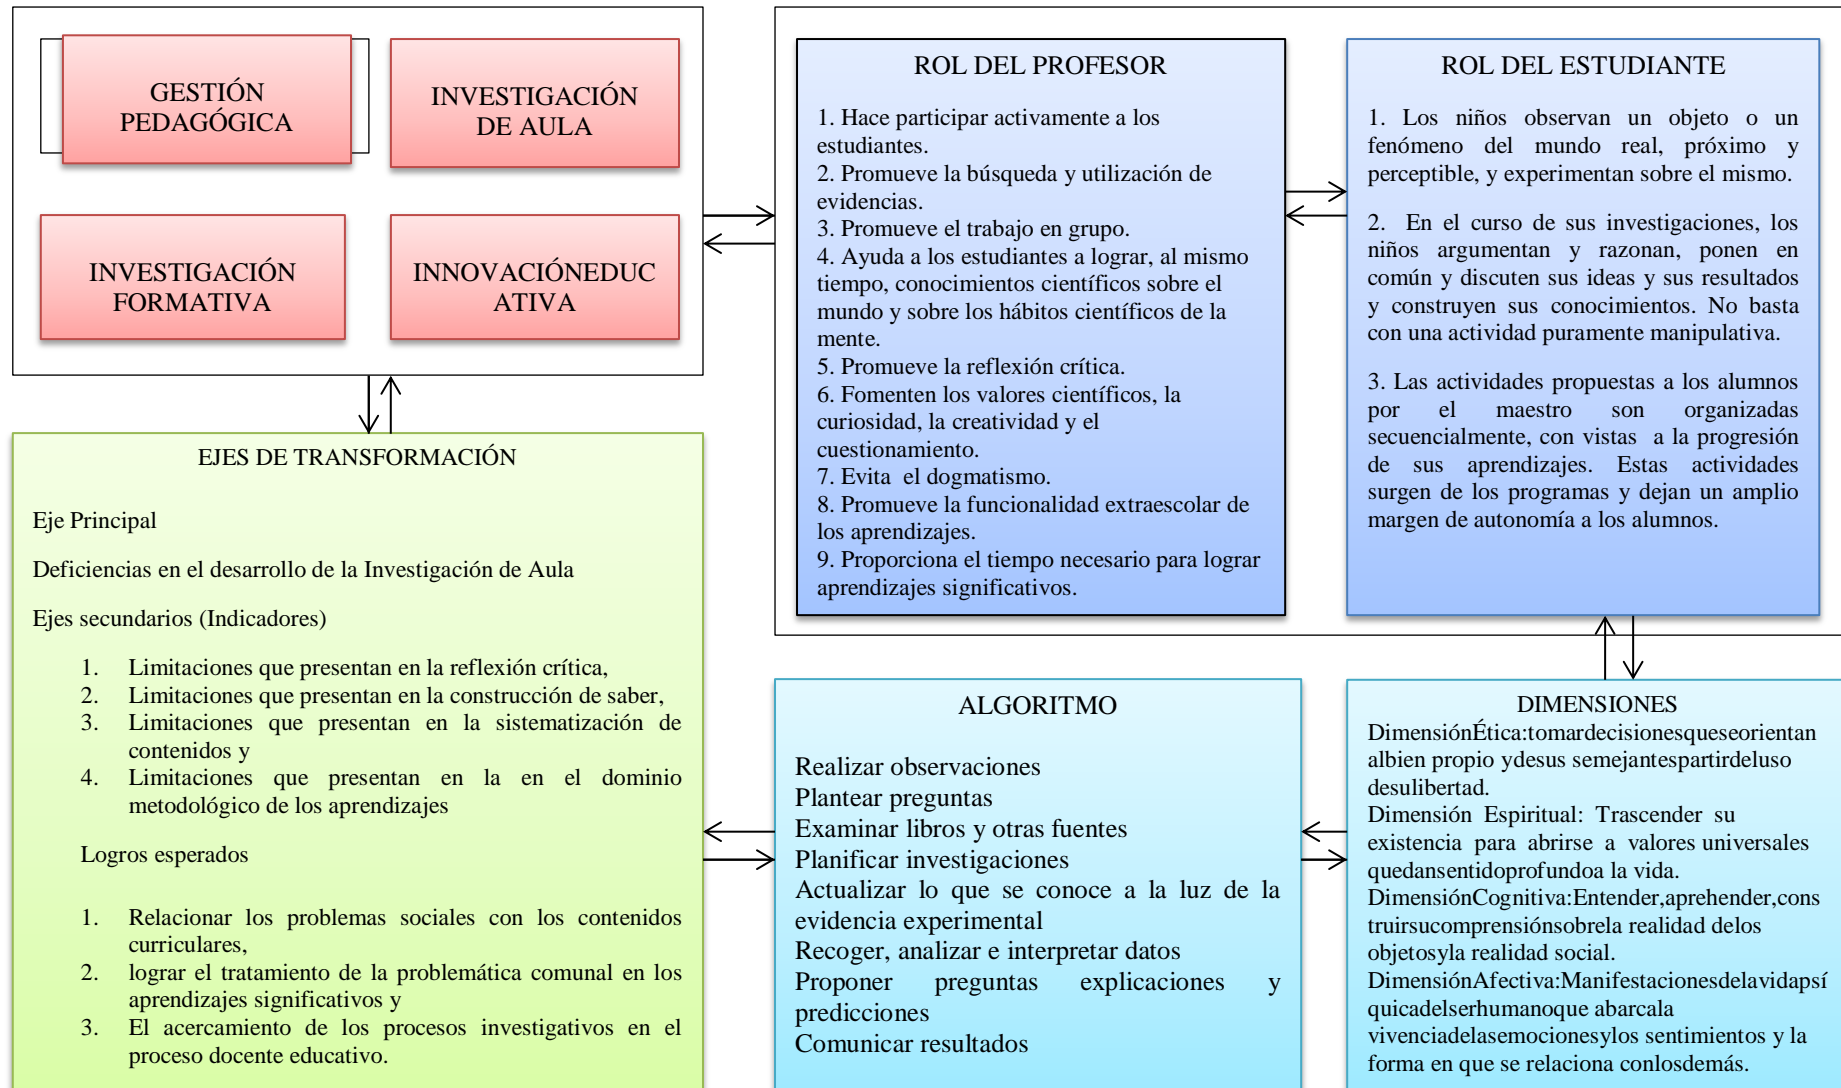 GESTIÓN
PEDAGÓGICA
INVESTIGACIÓN
DE AULA
INVESTIGACIÓN
FORMATIVA
INNOVACIÓNEDUC
ATIVA
ROL DEL PROFESOR
1. Hace participar activamente a los
estudiantes.
2. Promueve la búsqueda y utilización de
evidencias.
3. Promueve el trabajo en grupo.
4. Ayuda a los estudiantes a lograr, al mismo
tiempo, conocimientos científicos sobre el
mundo y sobre los hábitos científicos de la
mente.
5. Promueve la reflexión crítica.
6. Fomenten los valores científicos, la
curiosidad, la creatividad y el
cuestionamiento.
7. Evita el dogmatismo.
8. Promueve la funcionalidad extraescolar de
los aprendizajes.
9. Proporciona el tiempo necesario para lograr
aprendizajes significativos.
ROL DEL ESTUDIANTE
1. Los niños observan un objeto o un
fenómeno del mundo real, próximo y
perceptible, y experimentan sobre el mismo.
2. En el curso de sus investigaciones, los
niños argumentan y razonan, ponen en
común y discuten sus ideas y sus resultados
y construyen sus conocimientos. No basta
con una actividad puramente manipulativa.
3. Las actividades propuestas a los alumnos
por el maestro son organizadas
secuencialmente, con vistas a la progresión
de sus aprendizajes. Estas actividades
surgen de los programas y dejan un amplio
margen de autonomía a los alumnos.
EJES DE TRANSFORMACIÓN
Eje Principal
Deficiencias en el desarrollo de la Investigación de Aula
Ejes secundarios (Indicadores)
1. Limitaciones que presentan en la reflexión crítica,
2. Limitaciones que presentan en la construcción de saber,
3. Limitaciones que presentan en la sistematización de
contenidos y
4. Limitaciones que presentan en la en el dominio
metodológico de los aprendizajes
Logros esperados
1. Relacionar los problemas sociales con los contenidos
curriculares,
2. lograr el tratamiento de la problemática comunal en los
aprendizajes significativos y
3. El acercamiento de los procesos investigativos en el
proceso docente educativo.
ALGORITMO
Realizar observaciones
Plantear preguntas
Examinar libros y otras fuentes
Planificar investigaciones
Actualizar lo que se conoce a la luz de la
evidencia experimental
Recoger, analizar e interpretar datos
Proponer preguntas explicaciones y
predicciones
Comunicar resultados
DIMENSIONES
DimensiónÉtica:tomardecisionesqueseorientan
albien propio ydesus semejantespartirdeluso
desulibertad.
Dimensión Espiritual: Trascender su
existencia para abrirse a valores universales
quedansentidoprofundoa la vida.
DimensiónCognitiva:Entender,aprehender,cons
truirsucomprensiónsobrela realidad delos
objetosyla realidad social.
DimensiónAfectiva:Manifestacionesdelavidapsí
quicadelserhumanoque abarcala
vivenciadelasemocionesylos sentimientos y la
forma en que se relaciona conlosdemás.